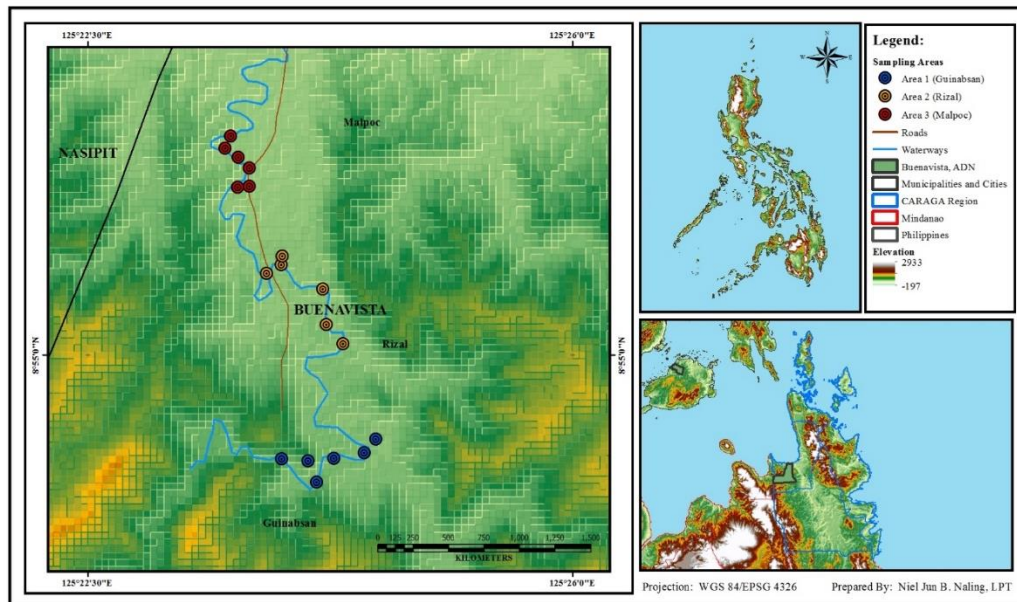 125°22'30"E
125°26'0"E
Malpoc
NASIPIT
BUENAVISTA
Rizal
8°55'0"N
8°55'0"N
Guinabsan
0 125 250 500 750 1,000 1,250 1,500
KILOMETERS
125°22'30"E
125°26'0"E
N
Legend:
Sampling Areas
Area 1 (Guinabsan)
Area 2 (Rizal)
Area 3 (Malpoc)
Roads
Waterways
Buenavista, ADN
Municipalities and Cities
CARAGA Region
Mindanao
Philippines
Elevation
2933
-197
Projection: WGS 84/EPSG 4326
Prepared By: Niel Jun B. Naling, LPT